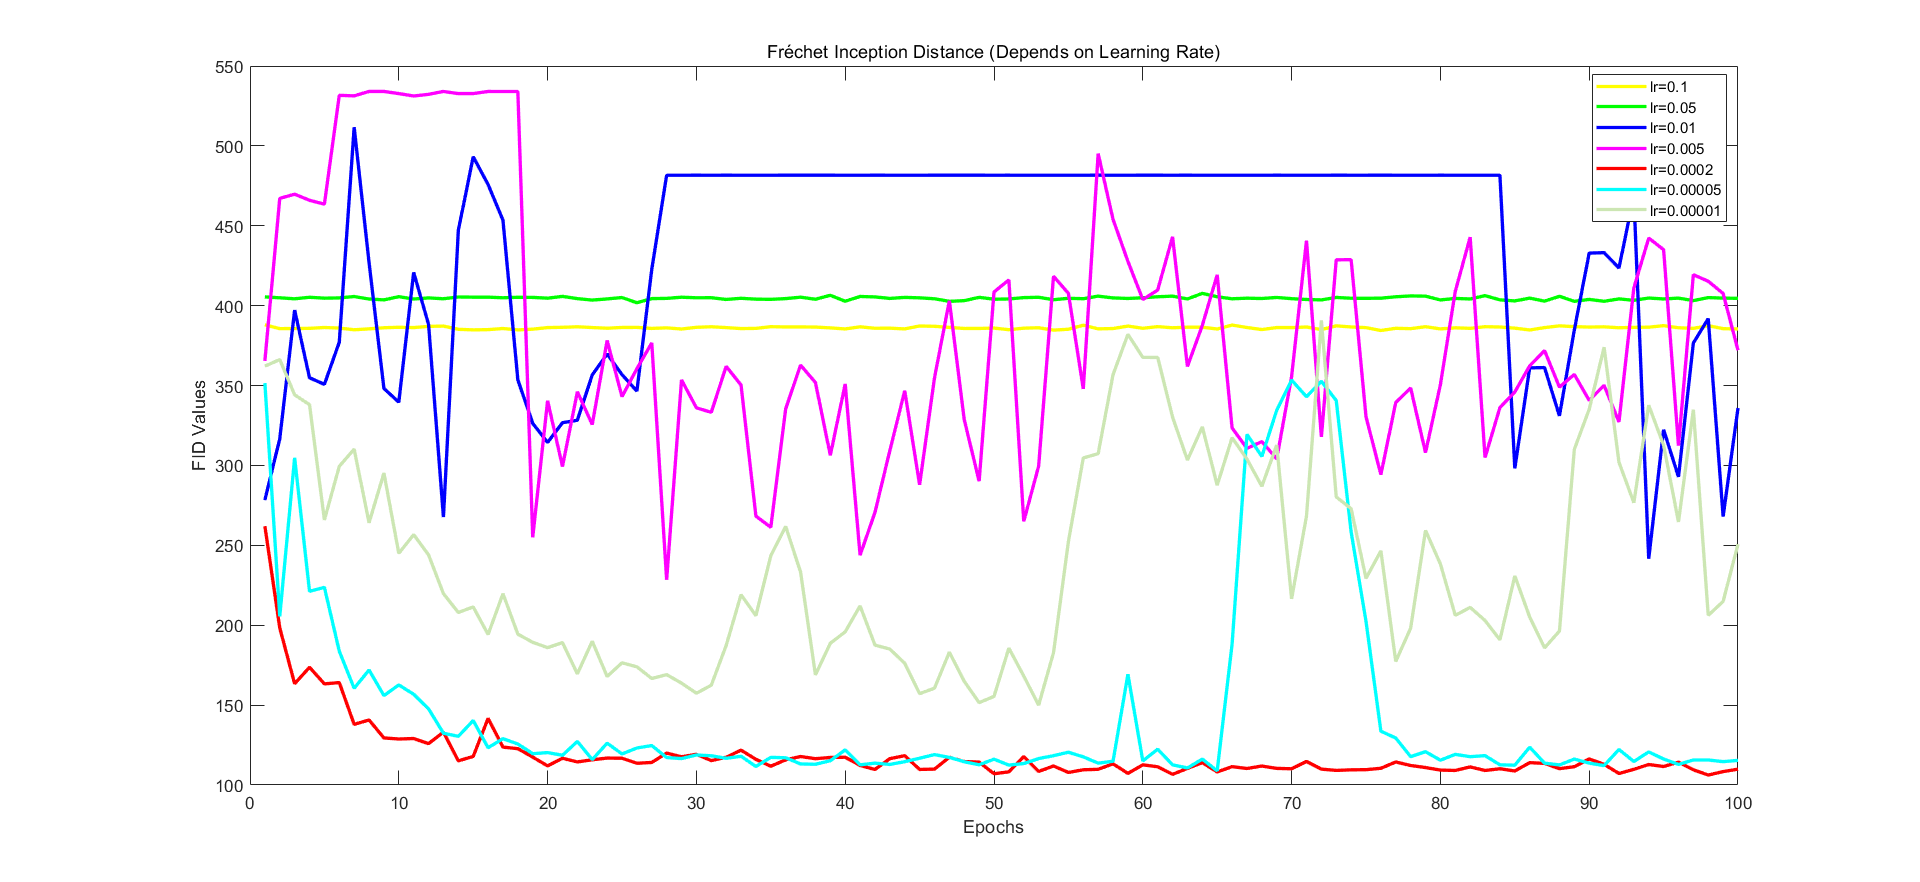 Fréchet Inception Distance (Depends on Learning Rate)
550
500
450
400
350
300
250
200
150
100
FID Values
lr=0.1
lr=0.05
lr=0.01
lr=0.005
lr=0.0002
lr=0.00005
lr=0.00001
0 10 20 30 40 50 60 70 80 90 100
Epochs